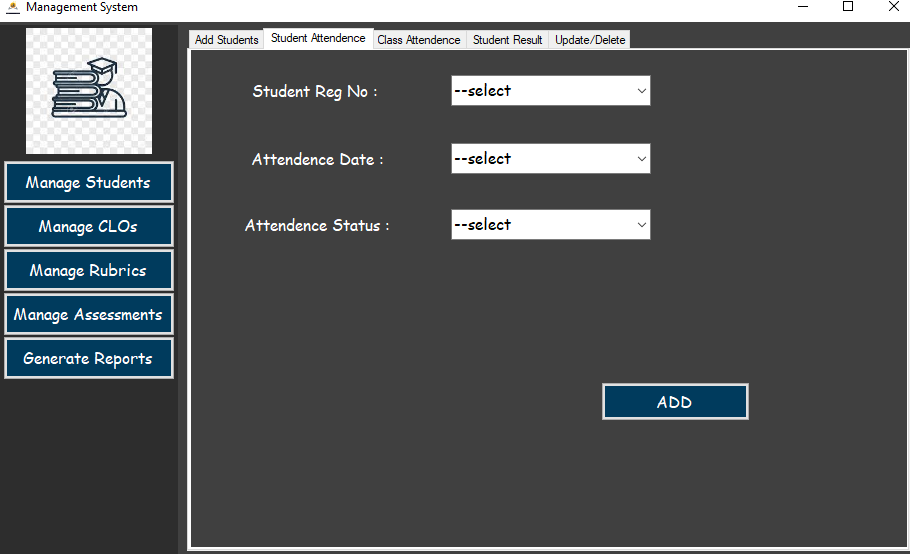 Management System
Add Students Student Attendence Class Attendence Student Result Update/Delete
Manage Students
Manage CLOs
Manage Rubrics
Manage Assessments
Generate Reports
Student Reg No : --select
Attendence Date : --select
Attendence Status : --select
ADD